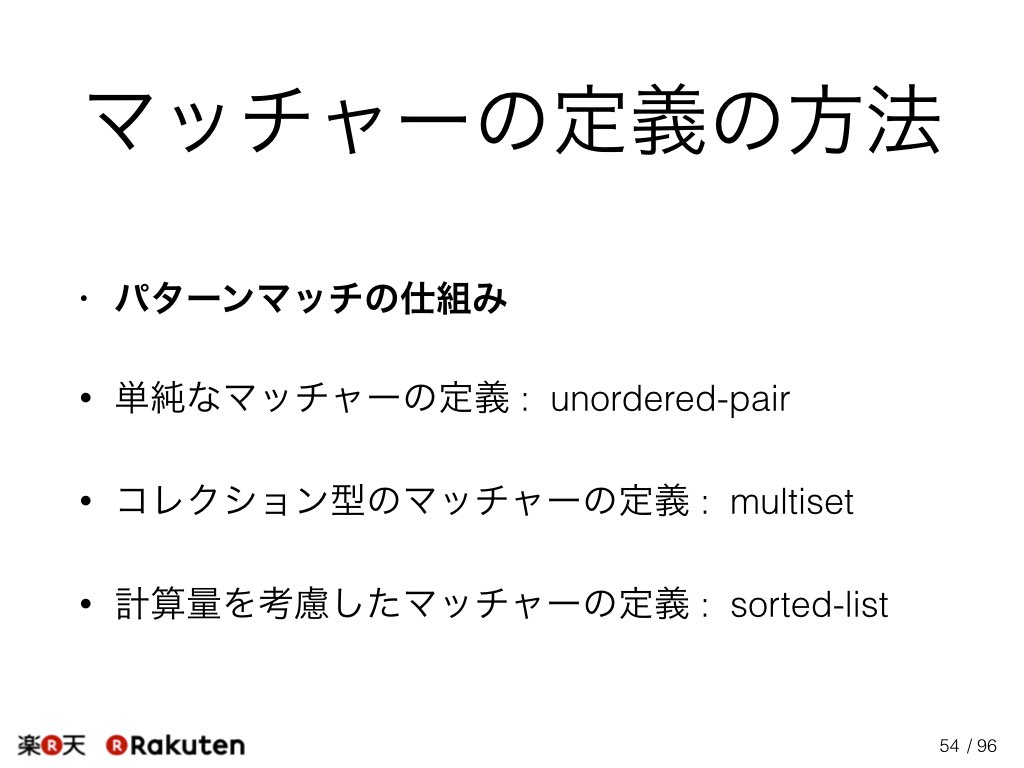 マッチャーの定義の方法
• パターンマッチの仕組み
• 単純なマッチャーの定義 : unordered-pair
• コレクション型のマッチャーの定義 : multiset
• 計算量を考慮したマッチャーの定義 : sorted-list
楽R天 R Rakuten 54 / 96